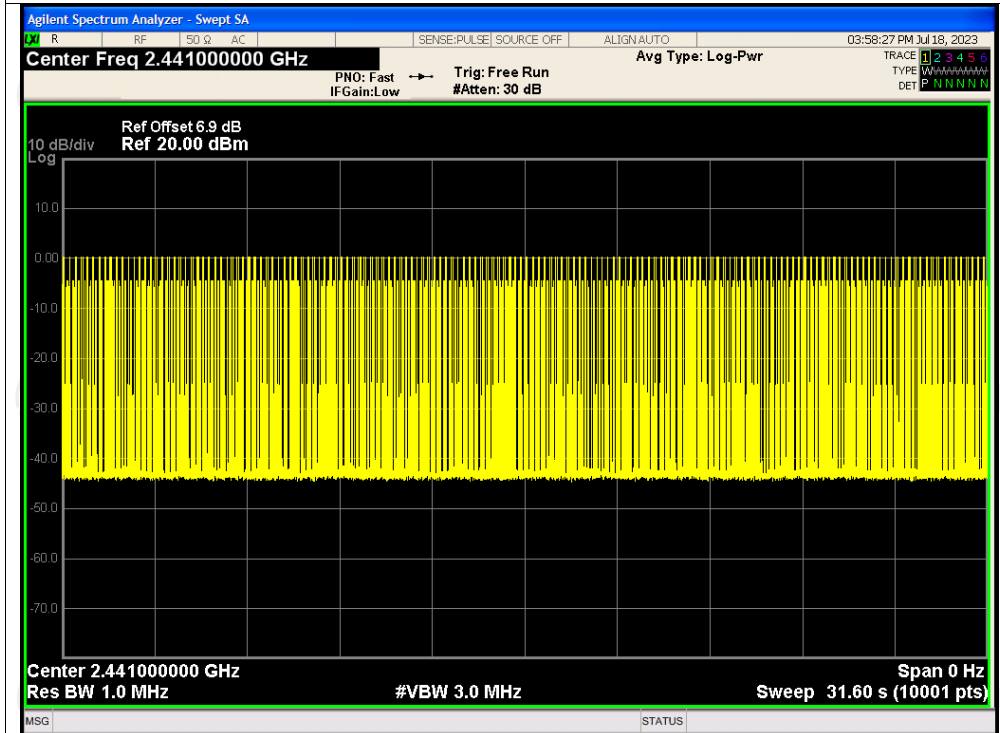 Agilent Spectrum Analyzer - Swept SA
LXI R RF 50 Ω AC SENSE:PULSE SOURCE OFF ALIGN AUTO 03:58:27 PM Jul 18, 2023
Center Freq 2.441000000 GHz Avg Type: Log-Pwr TRACE 1 2 3 4 5 6
PNO: Fast Trig: Free Run TYPE WWWWWW
IFGain:Low #Atten: 30 dB DET P N N N N N
Ref Offset 6.9 dB
10 dB/div Ref 20.00 dBm
Log
10.0
0.00
-10.0
-20.0
-30.0
-40.0
-50.0
-60.0
-70.0
Center 2.441000000 GHz Span 0 Hz
Res BW 1.0 MHz #VBW 3.0 MHz Sweep 31.60 s (10001 pts)
MSG STATUS